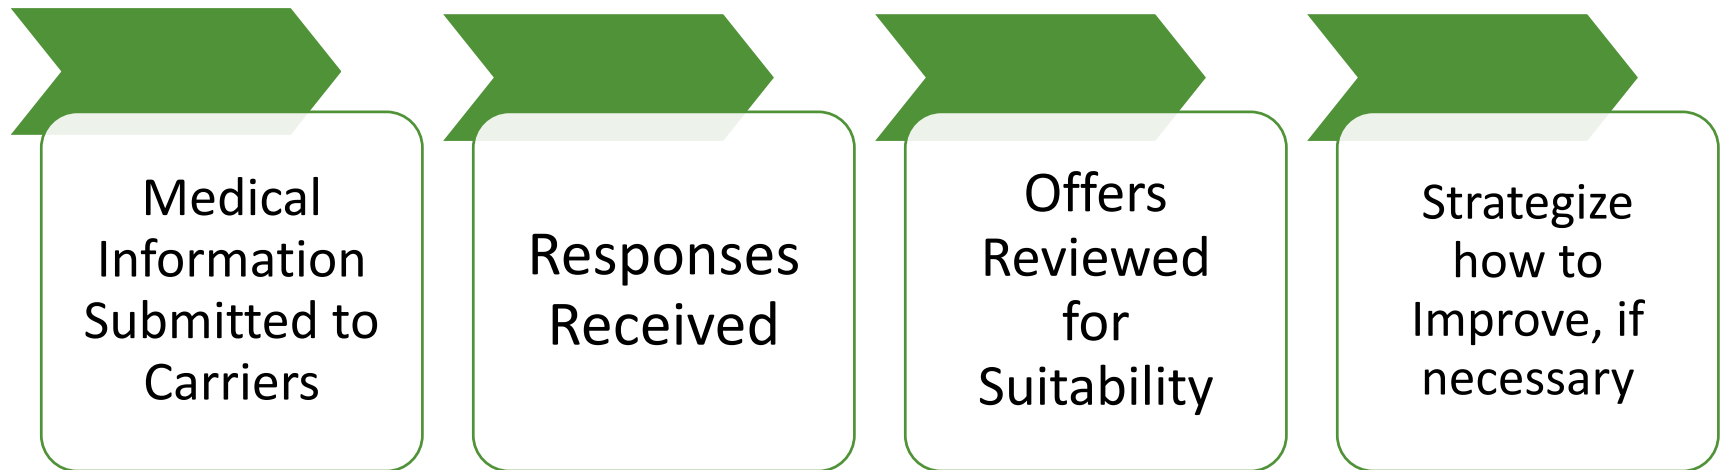 Medical
Information
Submitted to
Carriers
Responses
Received
Offers
Reviewed
for
Suitability
Strategize
how to
Improve, if
necessary